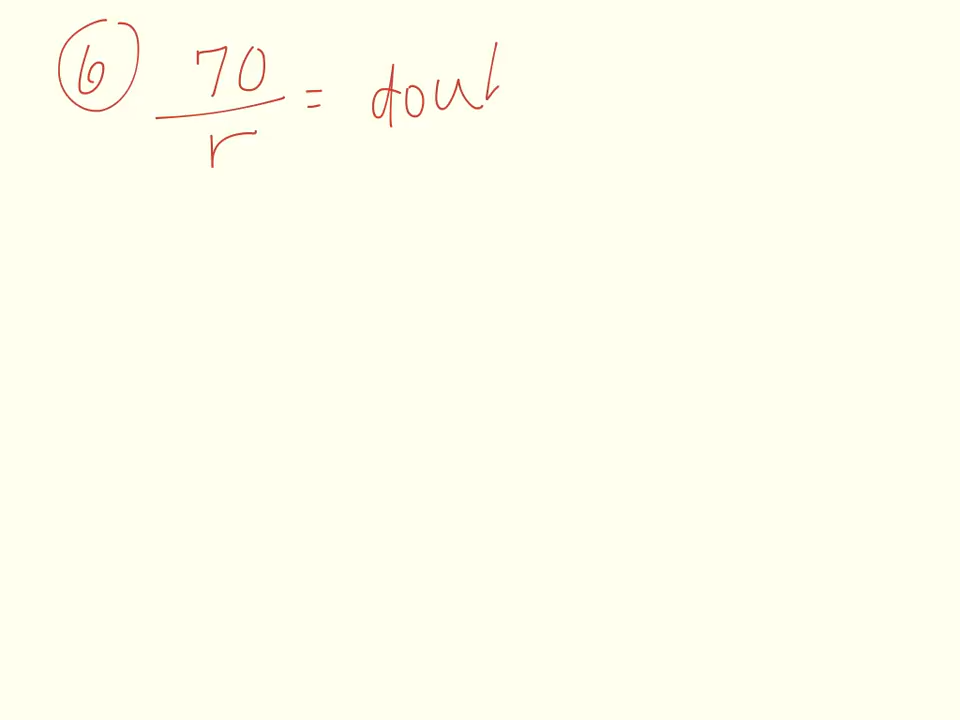 ⑥ 70/r = doul